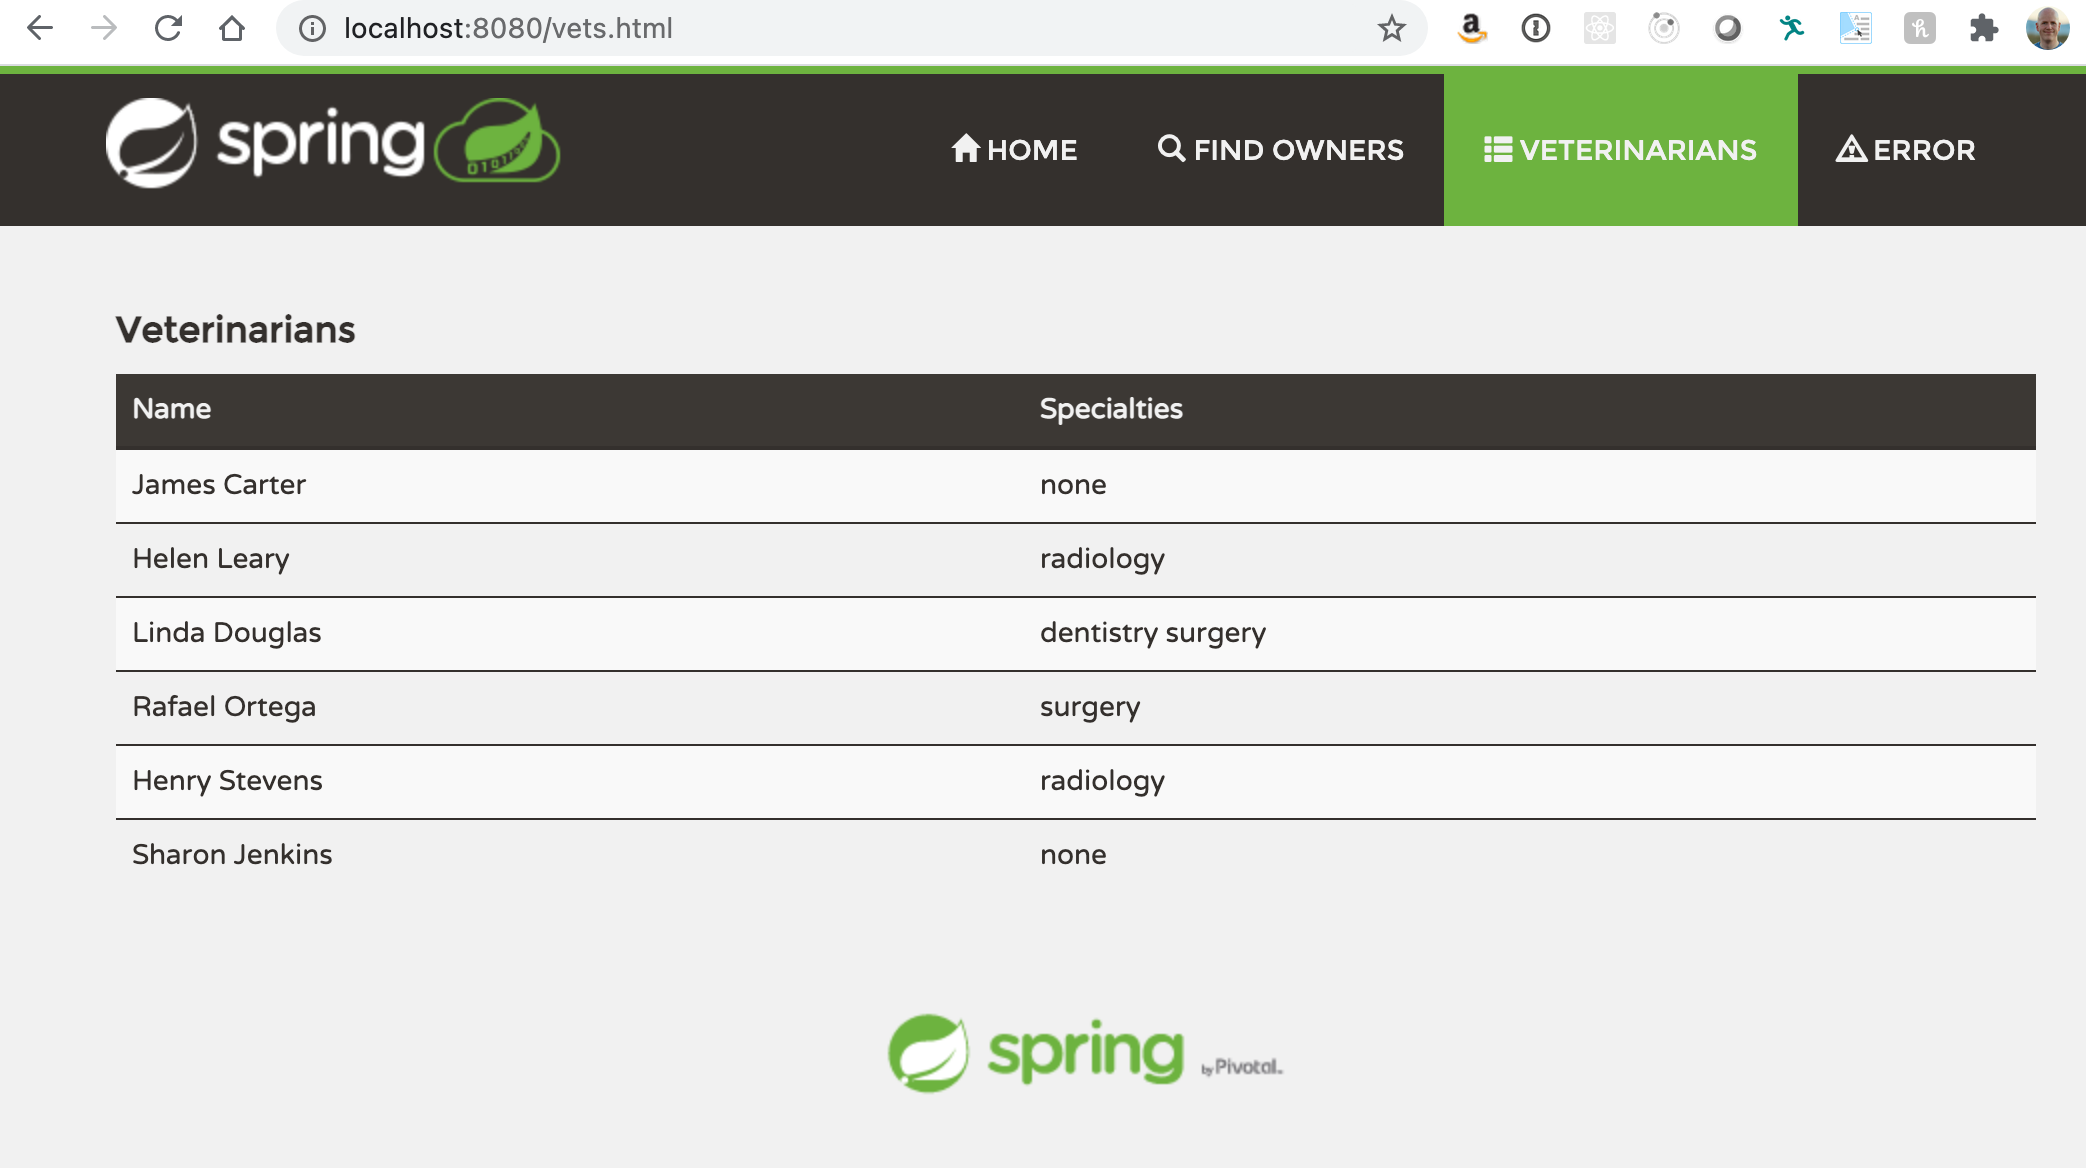 localhost:8080/vets.html
spring
HOME
FIND OWNERS
VETERINARIANS
ERROR
Veterinarians
Name Specialties
James Carter none
Helen Leary radiology
Linda Douglas dentistry surgery
Rafael Ortega surgery
Henry Stevens radiology
Sharon Jenkins none
spring by Pivotal